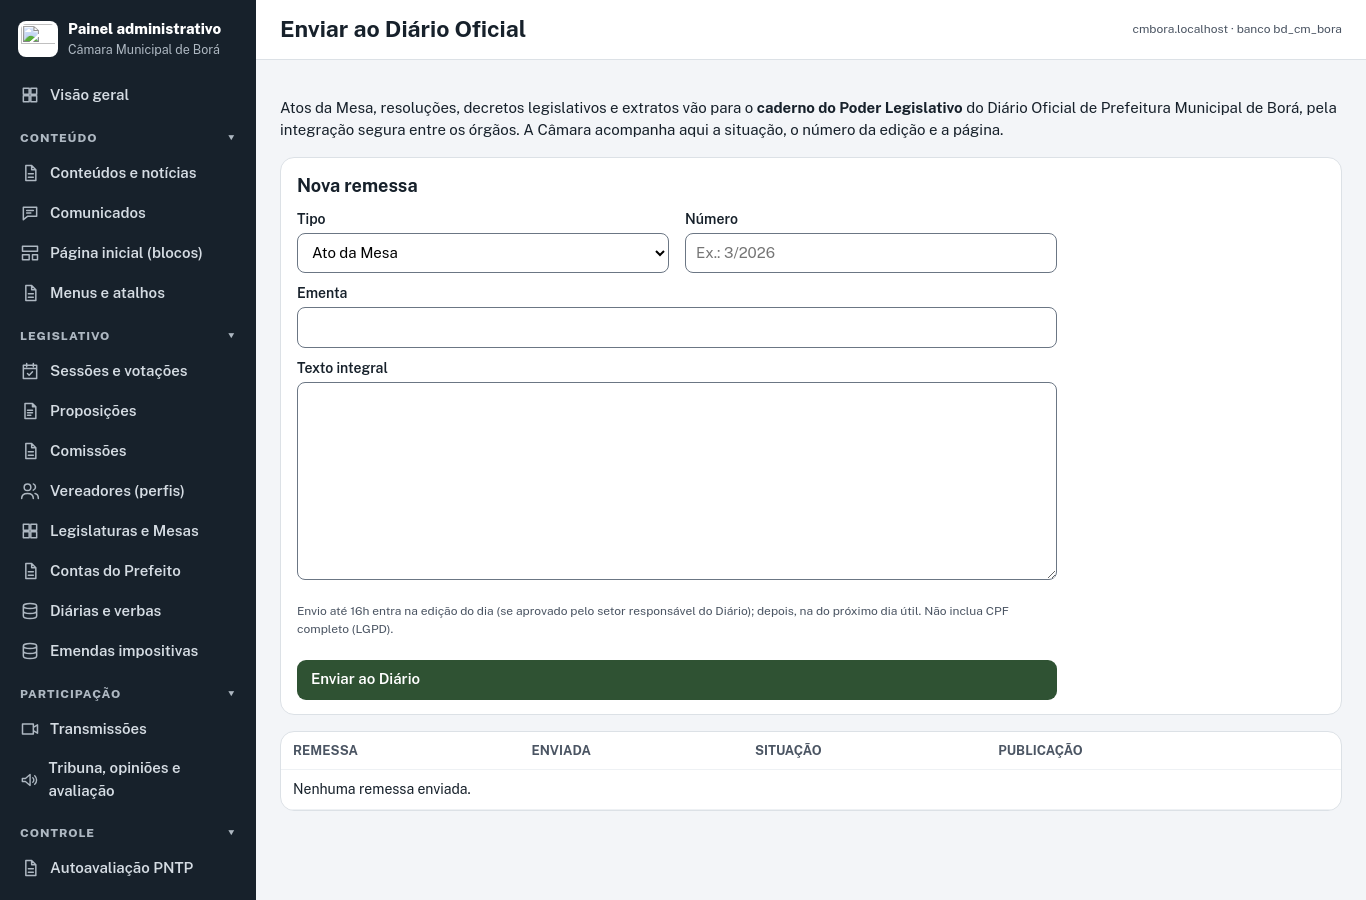 Painel administrativo
Câmara Municipal de Borá
Visão geral
CONTEÚDO
Conteúdos e notícias
Comunicados
Página inicial (blocos)
Menus e atalhos
LEGISLATIVO
Sessões e votações
Proposições
Comissões
Vereadores (perfis)
Legislaturas e Mesas
Contas do Prefeito
Diárias e verbas
Emendas impositivas
PARTICIPAÇÃO
Transmissões
Tribuna, opiniões e
avaliação
CONTROLE
Autoavaliação PNTP
Enviar ao Diário Oficial
cmbora.localhost · banco bd_cm_bora
Atos da Mesa, resoluções, decretos legislativos e extratos vão para o caderno do Poder Legislativo do Diário Oficial de Prefeitura Municipal de Borá, pela
integração segura entre os órgãos. A Câmara acompanha aqui a situação, o número da edição e a página.
Nova remessa
Tipo
Número
Ato da Mesa
Ex.: 3/2026
Ementa
Texto integral
Envio até 16h entra na edição do dia (se aprovado pelo setor responsável do Diário); depois, na do próximo dia útil. Não inclua CPF
completo (LGPD).
Enviar ao Diário
REMESSA
ENVIADA
SITUAÇÃO
PUBLICAÇÃO
Nenhuma remessa enviada.